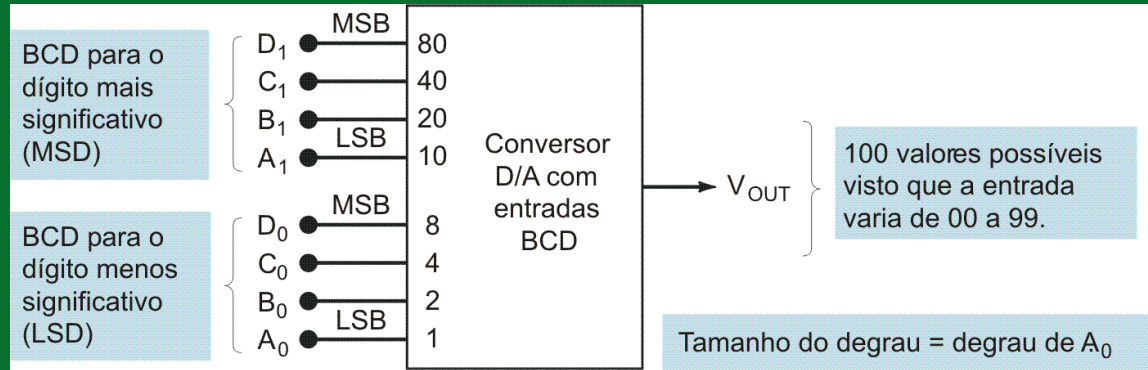 BCD para o
dígito mais
significativo
(MSD)
D₁ MSB 80
C₁ 40
B₁ 20
A₁ LSB 10
BCD para o
dígito menos
significativo
(LSD)
D₀ MSB 8
C₀ 4
B₀ 2
A₀ LSB 1
Conversor
D/A com
entradas
BCD
V_OUT
100 valores possíveis
visto que a entrada
varia de 00 a 99.
Tamanho do degrau = degrau de A₀